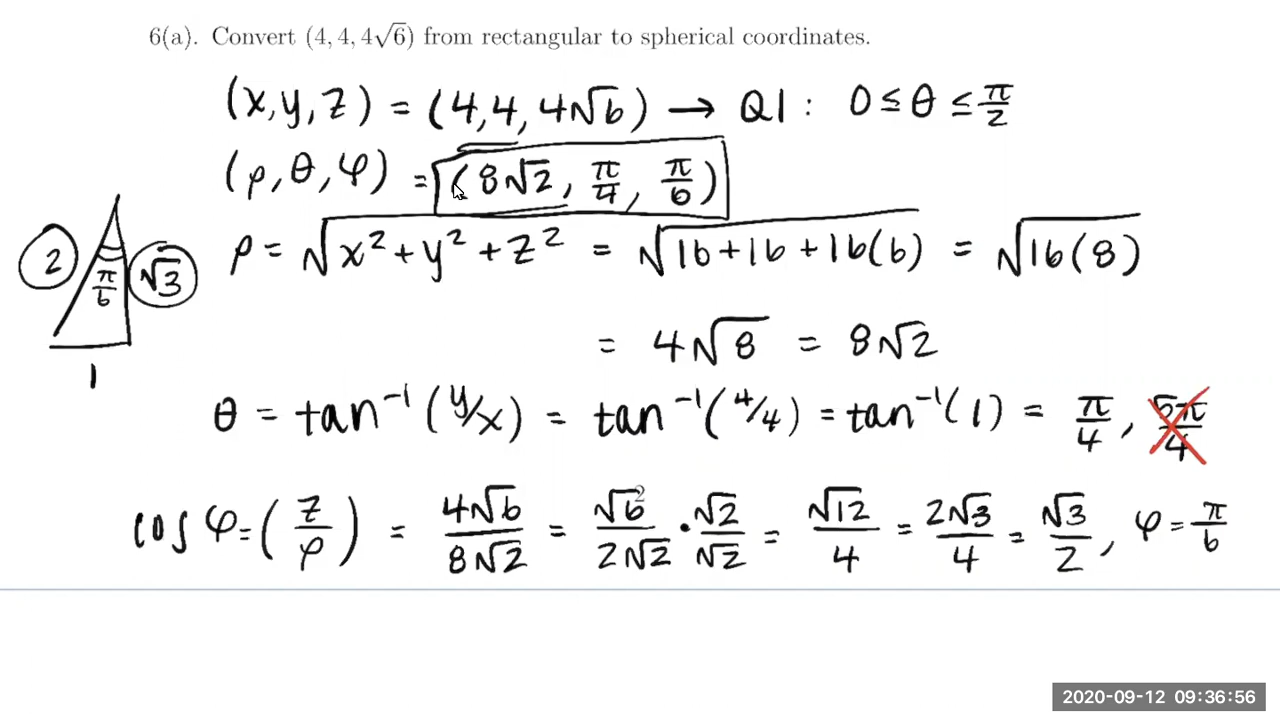 6(a). Convert (4, 4, 4√6) from rectangular to spherical coordinates.
(x, y, z) = (4, 4, 4√6) → Q1 : 0 ≤ θ ≤ π/2
(ρ, θ, φ) = (8√2, π/4, π/6)
2 π/6 √3
1
ρ = √(x² + y² + z²) = √(16 + 16 + 16(6)) = √(16(8))
= 4√8 = 8√2
θ = tan⁻¹(y/x) = tan⁻¹(4/4) = tan⁻¹(1) = π/4, 5π/4
cos φ = (z/φ) = 4√6/8√2 = √6/2√2 · √2/√2 = √12/4 = 2√3/4 = √3/2, φ = π/6
2020-09-12 09:36:56